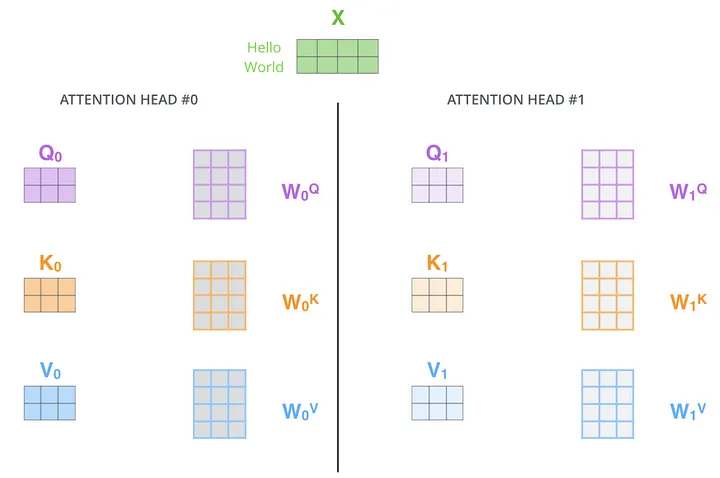 X
Hello
World
ATTENTION HEAD #0
ATTENTION HEAD #1
Q₀
W₀Q
Q₁
W₁Q
K₀
W₀K
K₁
W₁K
V₀
W₀V
V₁
W₁V